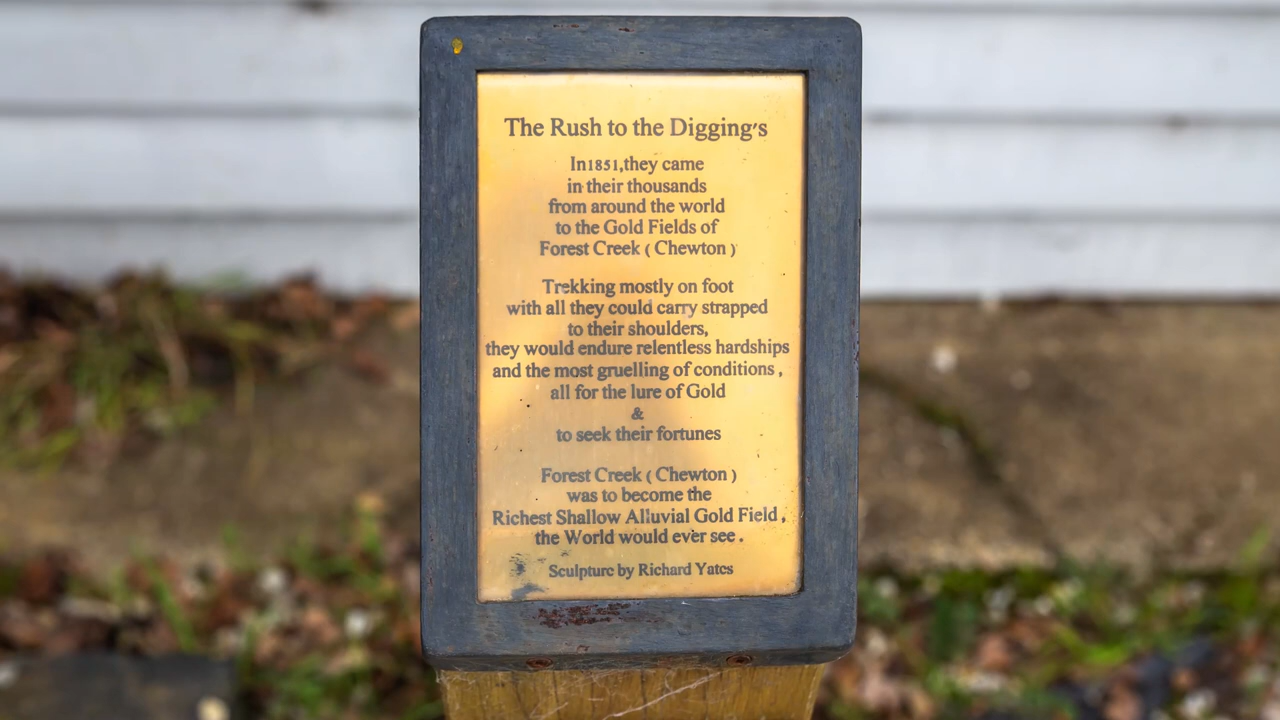 The Rush to the Digging's
In 1851, they came
in their thousands
from around the world
to the Gold Fields of
Forest Creek ( Chewton )
Trekking mostly on foot
with all they could carry strapped
to their shoulders,
they would endure relentless hardships
and the most gruelling of conditions ,
all for the lure of Gold
&
to seek their fortunes
Forest Creek ( Chewton )
was to become the
Richest Shallow Alluvial Gold Field ,
the World would ever see .
Sculpture by Richard Yates